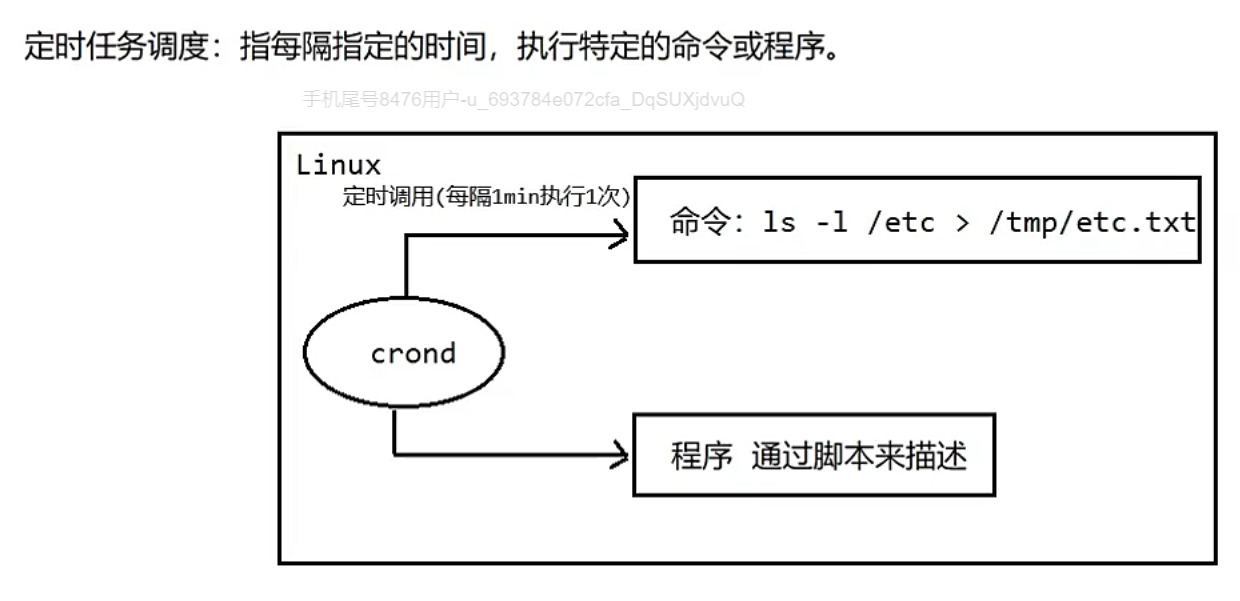 定时任务调度：指每隔指定的时间，执行特定的命令或程序。
手机尾号8476用户-u_693784e072cfa_DqSUXjdvuQ
Linux
定时调用(每隔1min执行1次)
命令：ls -l /etc > /tmp/etc.txt
crond
程序 通过脚本来描述